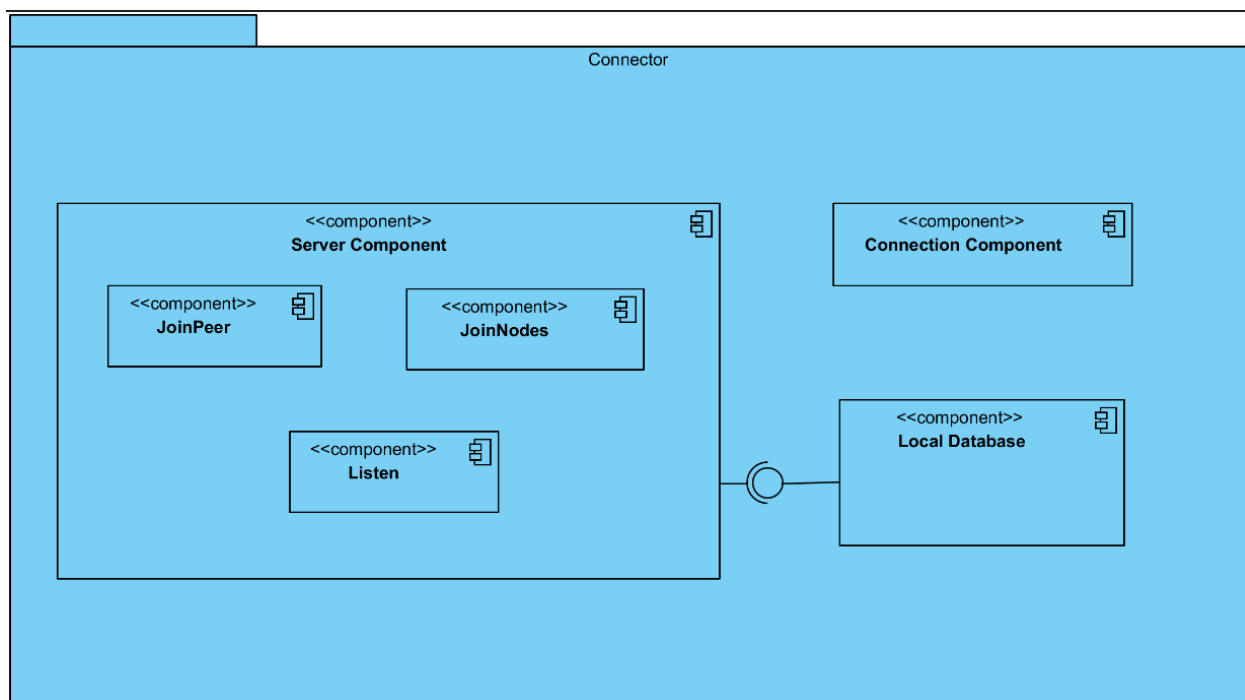 Connector
<<component>>
Server Component
<<component>>
Connection Component
<<component>>
JoinPeer
<<component>>
JoinNodes
<<component>>
Local Database
<<component>>
Listen